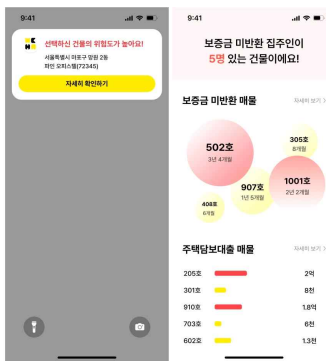 9:41
선택하신 건물의 위험도가 높아요!
서울특별시 마포구 망원 2동
파인 오피스텔(72345)
자세히 확인하기
9:41
보증금 미반환 집주인이
5명 있는 건물이에요!
보증금 미반환 매물
자세히 보기 >
502호
3년 4개월
305호
8개월
1001호
2년 2개월
907호
1년 5개월
408호
6개월
주택담보대출 매물
자세히 보기 >
205호 2억
301호 8천
910호 1.8억
703호 6천
602호 1.3천